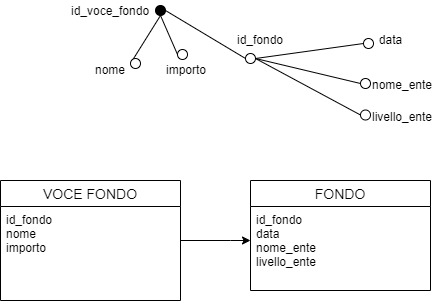 id_voce_fondo
nome
importo
id_fondo
data
nome_ente
livello_ente
VOCE FONDO
id_fondo
nome
importo
FONDO
id_fondo
data
nome_ente
livello_ente